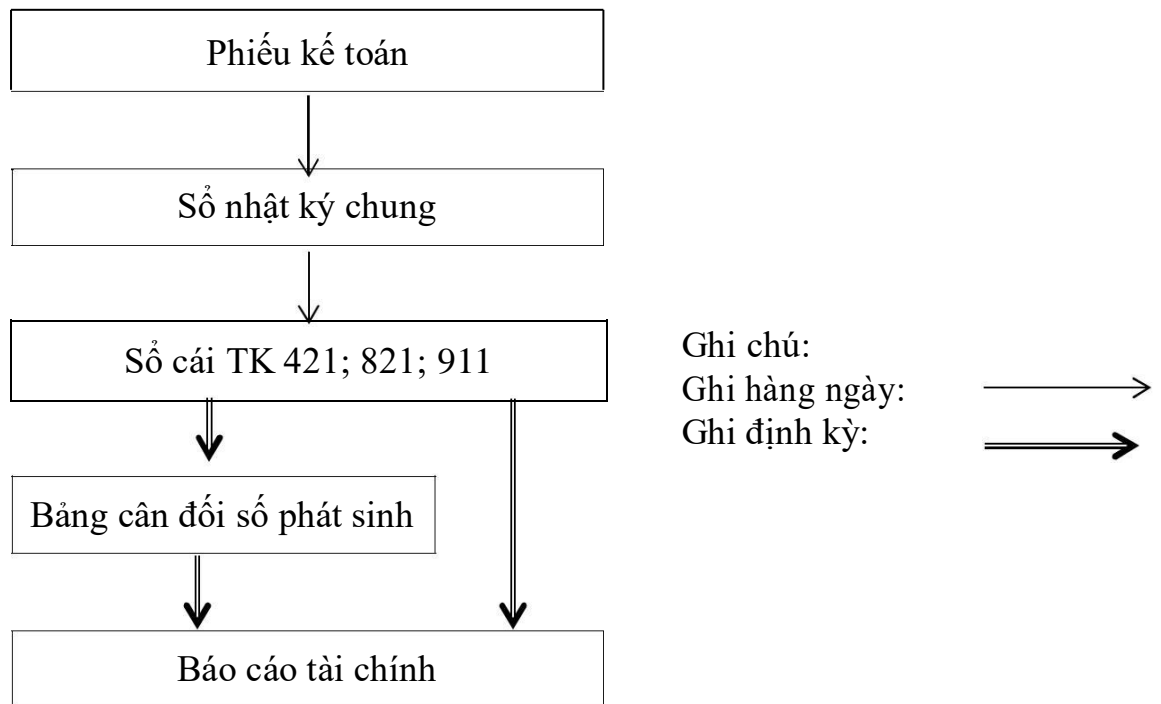 Phiếu kế toán
Sổ nhật ký chung
Sổ cái TK 421; 821; 911
Bảng cân đối số phát sinh
Báo cáo tài chính
Ghi chú:
Ghi hàng ngày:
Ghi định kỳ: